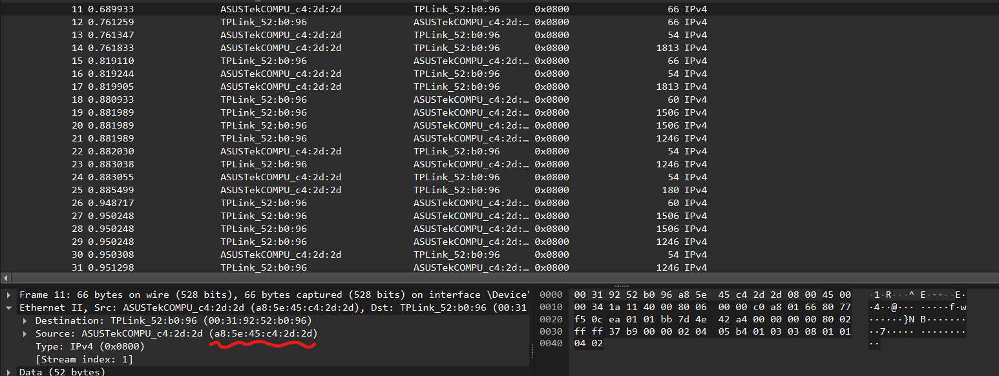 11 0.689933 ASUSTekCOMPU_c4:2d:2d TPLink_52:b0:96 0x0800 66 IPv4
12 0.761259 TPLink_52:b0:96 ASUSTekCOMPU_c4:2d:… 0x0800 66 IPv4
13 0.761347 ASUSTekCOMPU_c4:2d:2d TPLink_52:b0:96 0x0800 54 IPv4
14 0.761833 ASUSTekCOMPU_c4:2d:2d TPLink_52:b0:96 0x0800 1813 IPv4
15 0.819110 TPLink_52:b0:96 ASUSTekCOMPU_c4:2d:… 0x0800 66 IPv4
16 0.819244 ASUSTekCOMPU_c4:2d:2d TPLink_52:b0:96 0x0800 54 IPv4
17 0.819905 ASUSTekCOMPU_c4:2d:2d TPLink_52:b0:96 0x0800 1813 IPv4
18 0.880933 TPLink_52:b0:96 ASUSTekCOMPU_c4:2d:… 0x0800 60 IPv4
19 0.881989 TPLink_52:b0:96 ASUSTekCOMPU_c4:2d:… 0x0800 1506 IPv4
20 0.881989 TPLink_52:b0:96 ASUSTekCOMPU_c4:2d:… 0x0800 1506 IPv4
21 0.881989 TPLink_52:b0:96 ASUSTekCOMPU_c4:2d:… 0x0800 1246 IPv4
22 0.882030 ASUSTekCOMPU_c4:2d:2d TPLink_52:b0:96 0x0800 54 IPv4
23 0.883038 TPLink_52:b0:96 ASUSTekCOMPU_c4:2d:… 0x0800 1246 IPv4
24 0.883055 ASUSTekCOMPU_c4:2d:2d TPLink_52:b0:96 0x0800 54 IPv4
25 0.885499 ASUSTekCOMPU_c4:2d:2d TPLink_52:b0:96 0x0800 180 IPv4
26 0.948717 TPLink_52:b0:96 ASUSTekCOMPU_c4:2d:… 0x0800 60 IPv4
27 0.950248 TPLink_52:b0:96 ASUSTekCOMPU_c4:2d:… 0x0800 1506 IPv4
28 0.950248 TPLink_52:b0:96 ASUSTekCOMPU_c4:2d:… 0x0800 1506 IPv4
29 0.950248 TPLink_52:b0:96 ASUSTekCOMPU_c4:2d:… 0x0800 1246 IPv4
30 0.950308 ASUSTekCOMPU_c4:2d:2d TPLink_52:b0:96 0x0800 54 IPv4
31 0.951298 TPLink_52:b0:96 ASUSTekCOMPU_c4:2d:… 0x0800 1246 IPv4
Frame 11: 66 bytes on wire (528 bits), 66 bytes captured (528 bits) on interface \Device\
Ethernet II, Src: ASUSTekCOMPU_c4:2d:2d (a8:5e:45:c4:2d:2d), Dst: TPLink_52:b0:96 (00:31:
Destination: TPLink_52:b0:96 (00:31:92:52:b0:96)
Source: ASUSTekCOMPU_c4:2d:2d (a8:5e:45:c4:2d:2d)
Type: IPv4 (0x0800)
[Stream index: 1]
Data (52 bytes)
0000 00 31 92 52 b0 96 a8 5e 45 c4 2d 2d 08 00 45 00 ·1·R···^ E·--··E·
0010 00 34 1a 11 40 00 80 06 00 00 c0 a8 01 66 80 77 ·4··@··· ·····f·w
0020 f5 0c ea 01 01 bb 7d 4e 42 a4 00 00 00 00 80 02 ······}N B·······
0030 ff ff 37 b9 00 00 02 04 05 b4 01 03 03 08 01 01 ··7····· ········
0040 04 02 ··